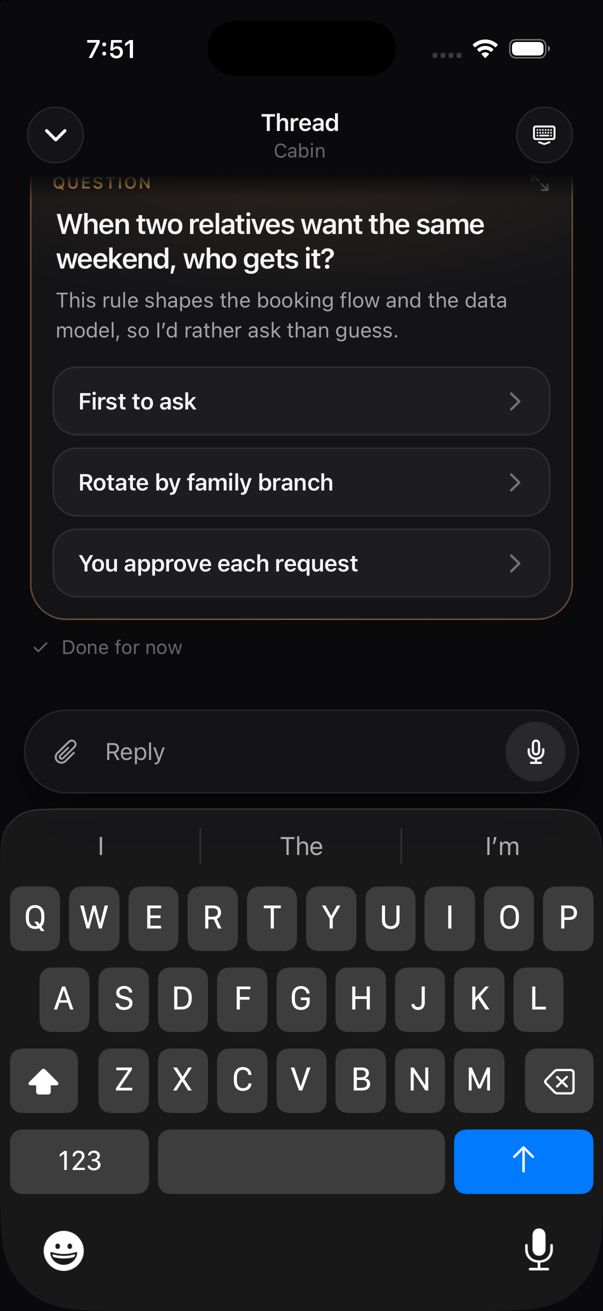 7:51
Thread
Cabin
QUESTION
When two relatives want the same
weekend, who gets it?
This rule shapes the booking flow and the data
model, so I’d rather ask than guess.
First to ask
Rotate by family branch
You approve each request
Done for now
Reply
I The I’m
Q W E R T Y U I O P
A S D F G H J K L
Z X C V B N M
123